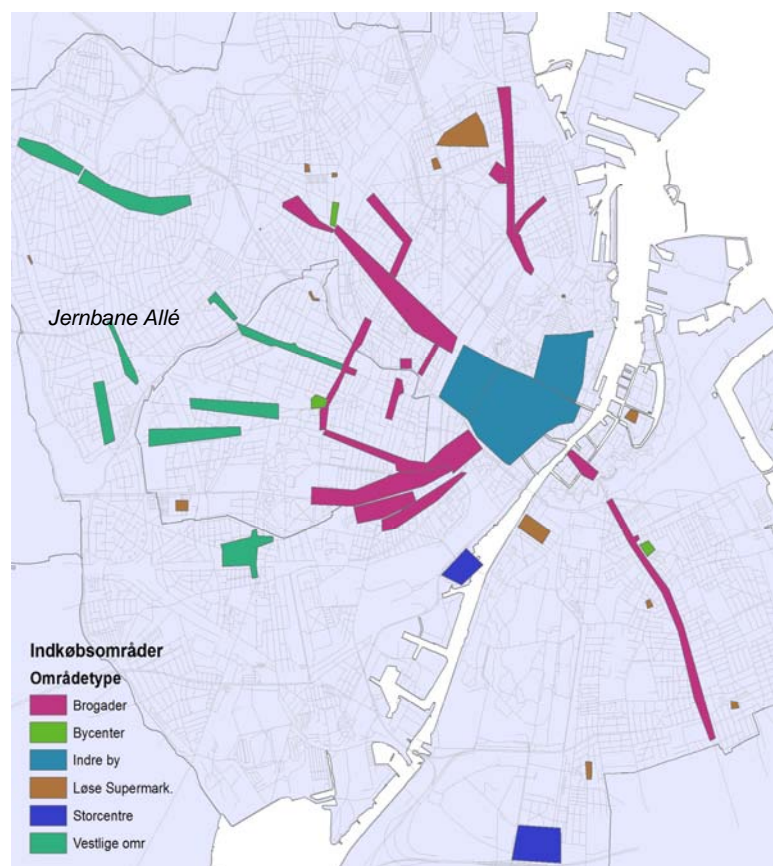 Jernbane Allé
Indkøbsområder
Områdetype
Brogader
Bycenter
Indre by
Løse Supermark.
Storcentre
Vestlige omr